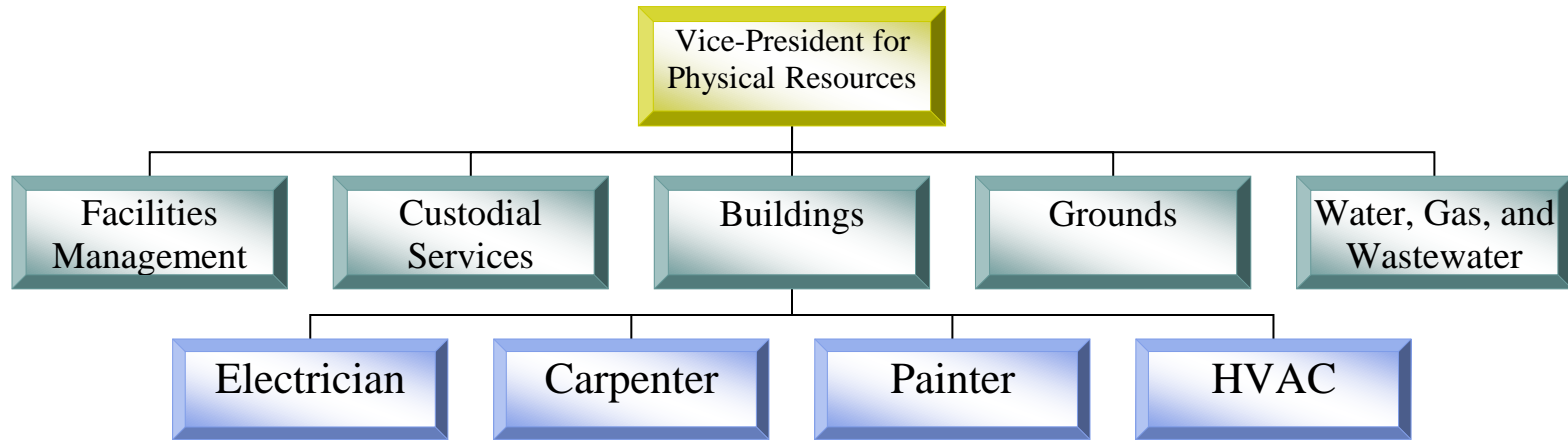 Vice-President for
Physical Resources
Facilities
Management
Custodial
Services
Buildings
Grounds
Water, Gas, and
Wastewater
Electrician
Carpenter
Painter
HVAC